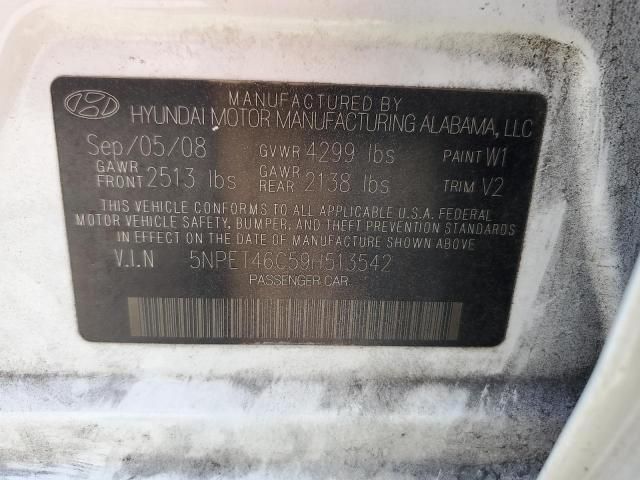 MANUFACTURED BY
HYUNDAI MOTOR MANUFACTURING ALABAMA, LLC
Sep/05/08 GVWR 4299 lbs PAINT W1
GAWR FRONT 2513 lbs GAWR REAR 2138 lbs TRIM V2
THIS VEHICLE CONFORMS TO ALL APPLICABLE U.S.A. FEDERAL
MOTOR VEHICLE SAFETY, BUMPER, AND THEFT PREVENTION STANDARDS
IN EFFECT ON THE DATE OF MANUFACTURE SHOWN ABOVE.
V.I.N 5NPET46C59H513542
PASSENGER CAR